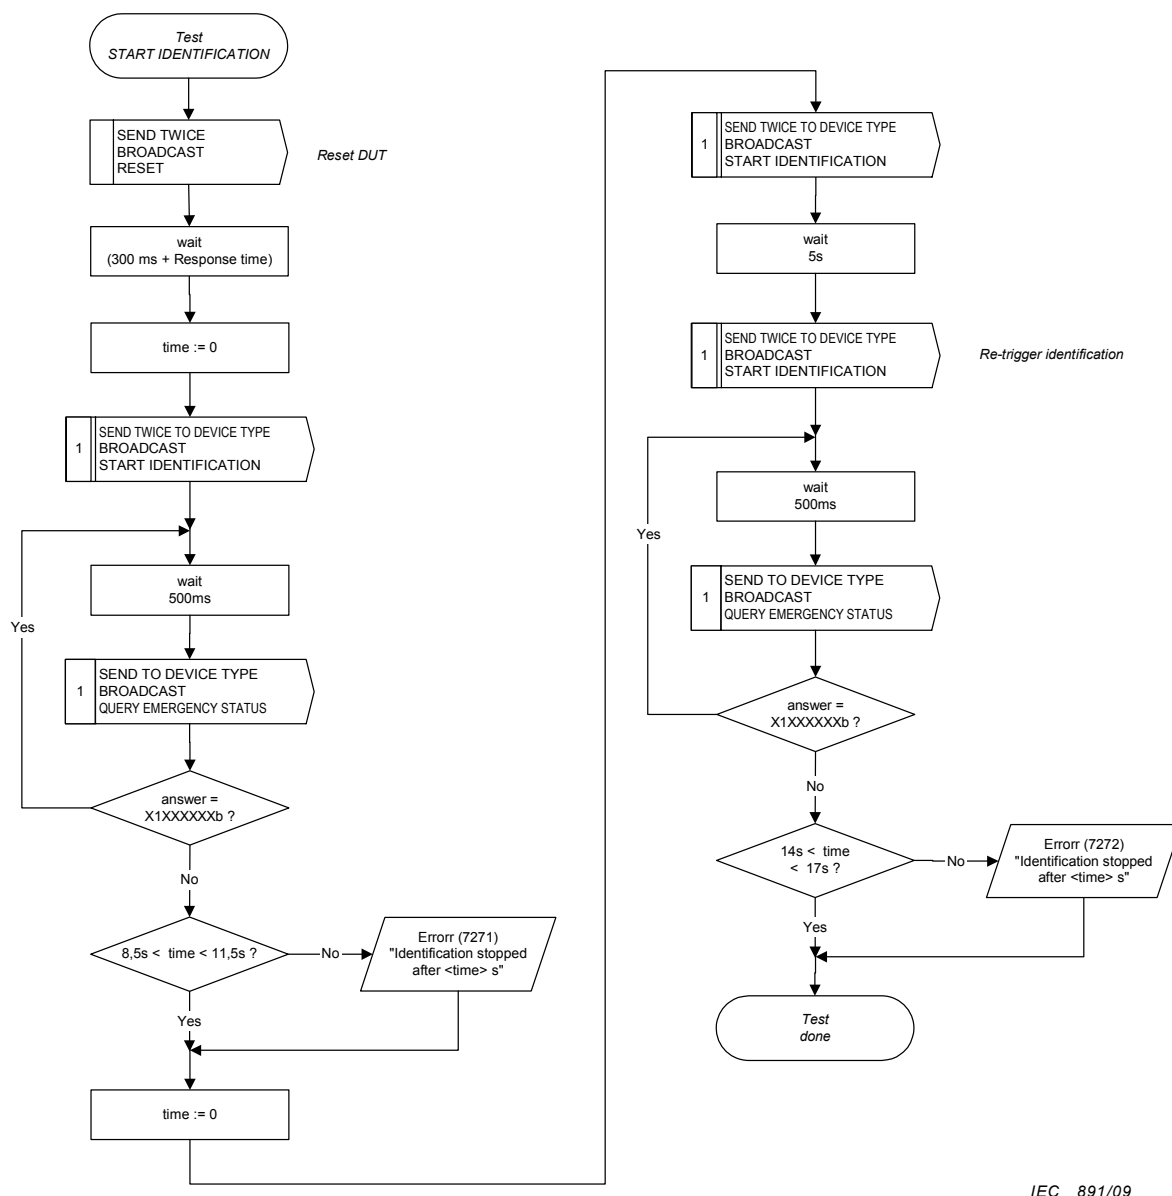 Test
START IDENTIFICATION
SEND TWICE
BROADCAST
RESET
Reset DUT
wait
(300 ms + Response time)
time := 0
1
SEND TWICE TO DEVICE TYPE
BROADCAST
START IDENTIFICATION
wait
500ms
Yes
1
SEND TO DEVICE TYPE
BROADCAST
QUERY EMERGENCY STATUS
answer =
X1XXXXXXb ?
No
8,5s < time < 11,5s ?
No
Errorr (7271)
"Identification stopped
after <time> s"
Yes
time := 0
1
SEND TWICE TO DEVICE TYPE
BROADCAST
START IDENTIFICATION
wait
5s
1
SEND TWICE TO DEVICE TYPE
BROADCAST
START IDENTIFICATION
Re-trigger identification
wait
500ms
Yes
1
SEND TO DEVICE TYPE
BROADCAST
QUERY EMERGENCY STATUS
answer =
X1XXXXXXb ?
No
14s < time
< 17s ?
No
Errorr (7272)
"Identification stopped
after <time> s"
Yes
Test
done
IEC 891/09